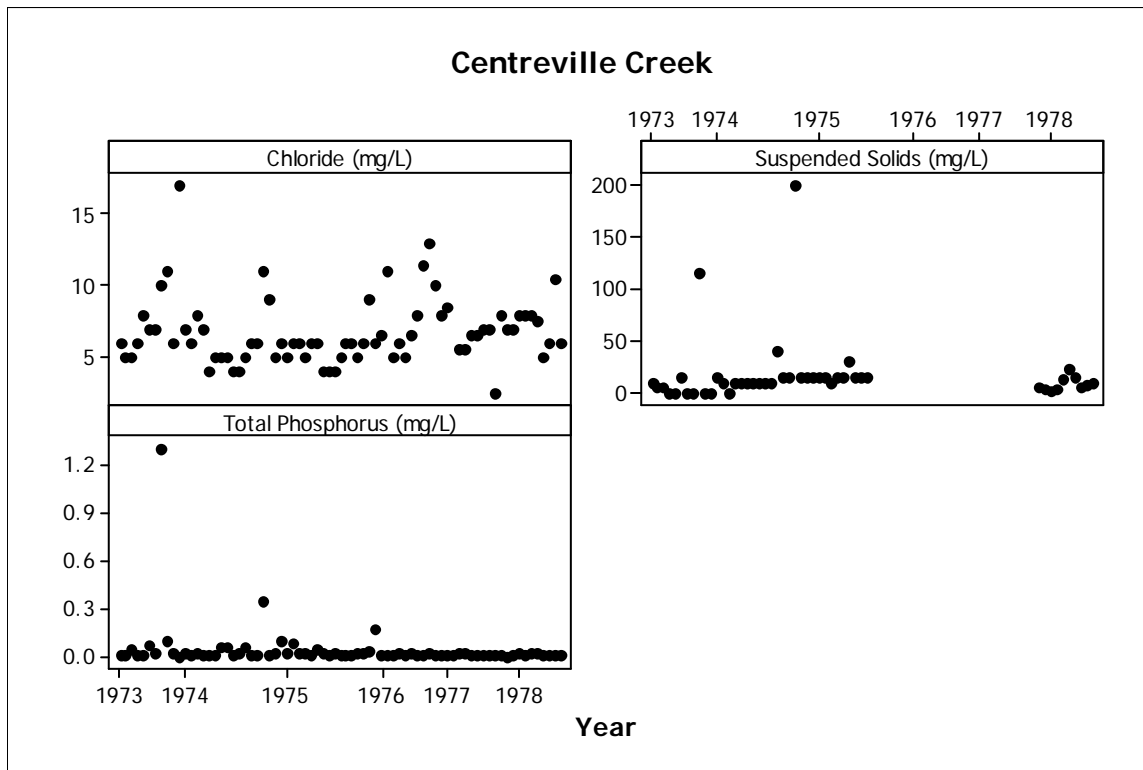 Centreville Creek
1973 1974 1975 1976 1977 1978
Chloride (mg/L)
Suspended Solids (mg/L)
15
10
5
200
150
100
50
0
Total Phosphorus (mg/L)
1.2
0.9
0.6
0.3
0.0
1973 1974 1975 1976 1977 1978
Year